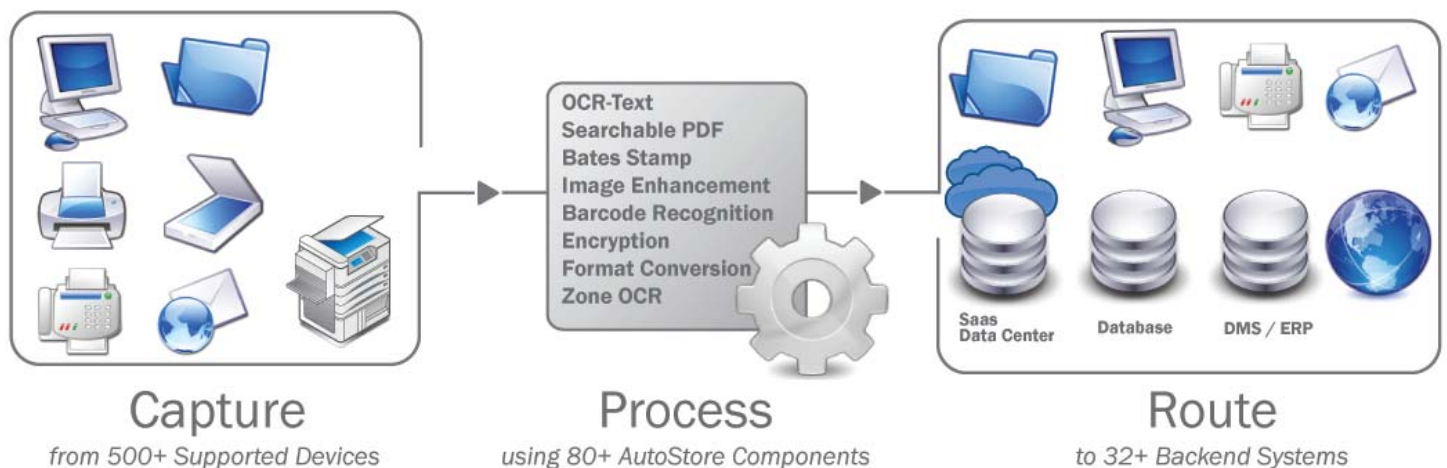 OCR-Text
Searchable PDF
Bates Stamp
Image Enhancement
Barcode Recognition
Encryption
Format Conversion
Zone OCR
Saas
Data Center
Database
DMS / ERP
Capture
from 500+ Supported Devices
Process
using 80+ AutoStore Components
Route
to 32+ Backend Systems